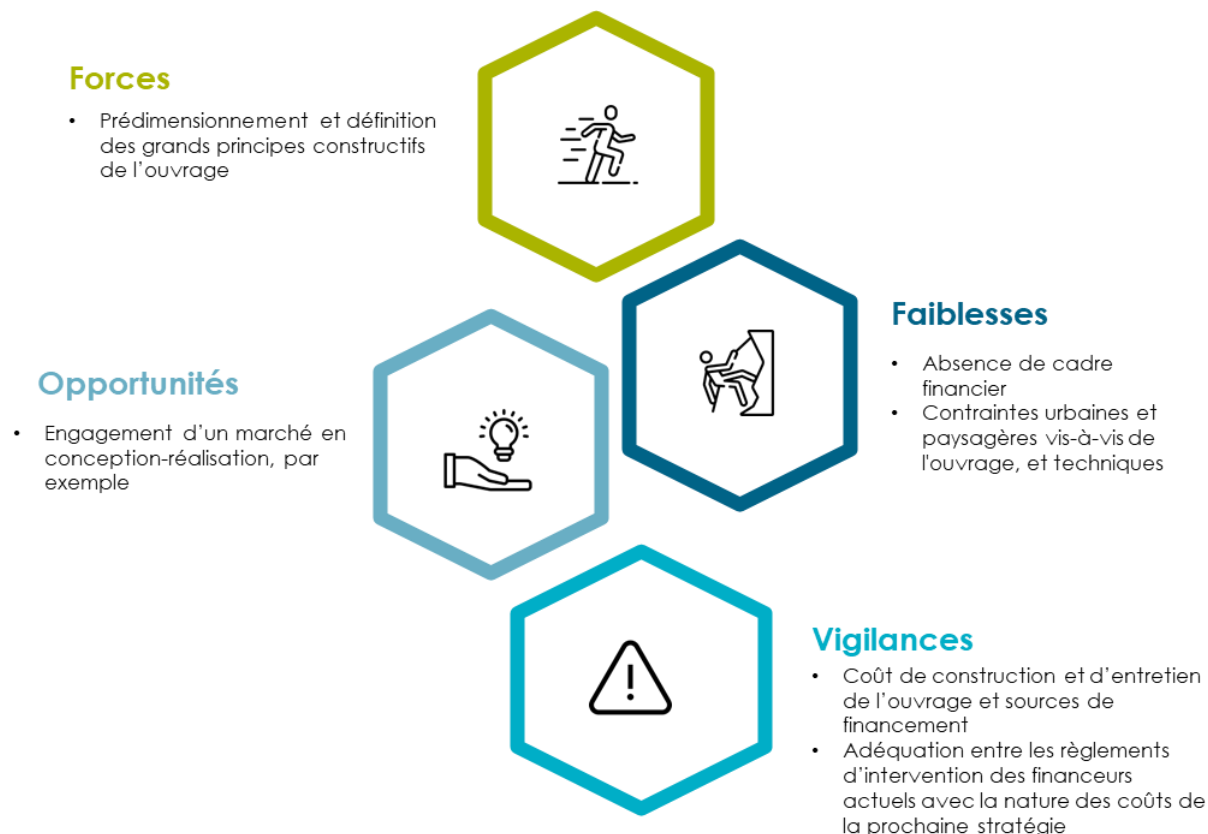 Forces
• Prédimensionnement et définition
des grands principes constructifs
de l'ouvrage
Faiblesses
• Absence de cadre
financier
• Contraintes urbaines et
paysagères vis-à-vis de
l'ouvrage, et techniques
Opportunités
• Engagement d'un marché en
conception-réalisation, par
exemple
Vigilances
• Coût de construction et d'entretien
de l'ouvrage et sources de
financement
• Adéquation entre les règlements
d'intervention des financeurs
actuels avec la nature des coûts de
la prochaine stratégie